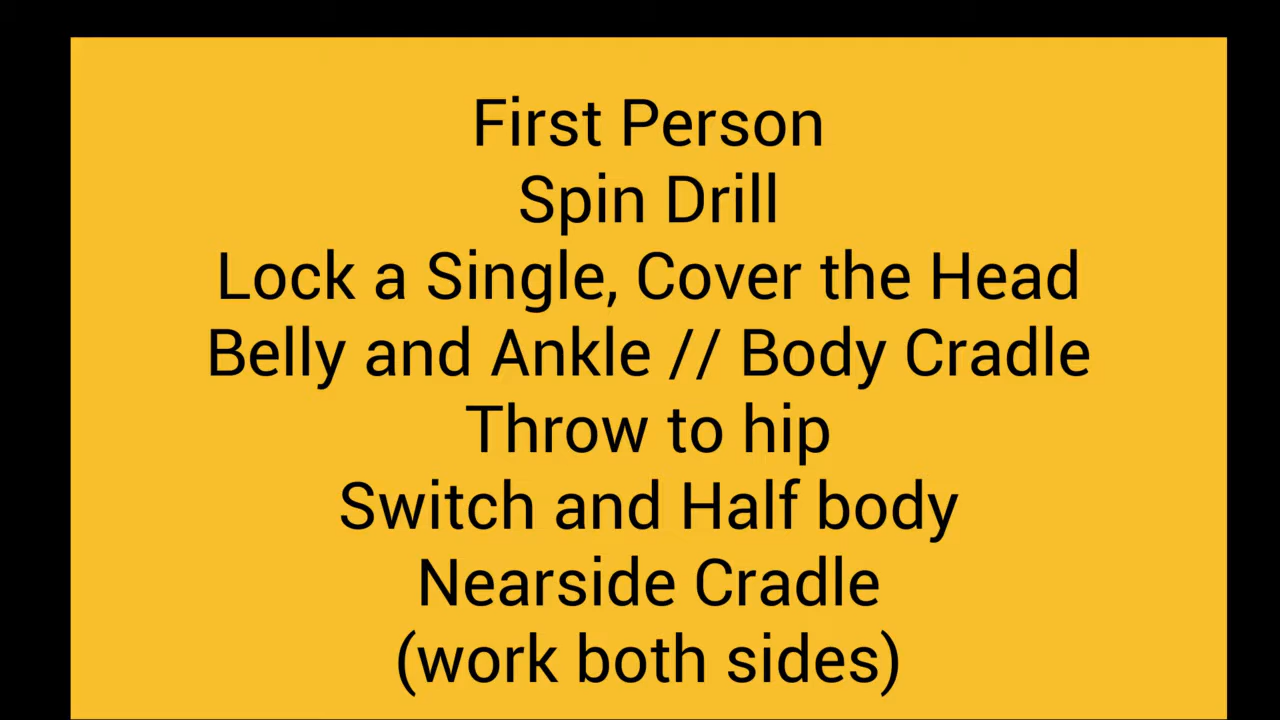 First Person
Spin Drill
Lock a Single, Cover the Head
Belly and Ankle // Body Cradle
Throw to hip
Switch and Half body
Nearside Cradle
(work both sides)